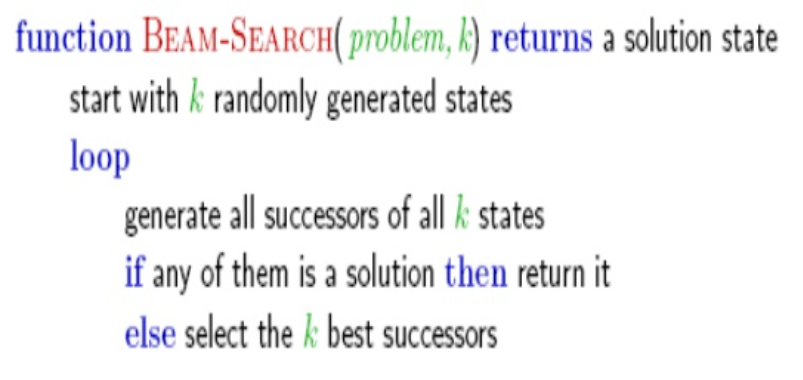 function BEAM-SEARCH( problem, k) returns a solution state
start with k randomly generated states
loop
generate all successors of all k states
if any of them is a solution then return it
else select the k best successors